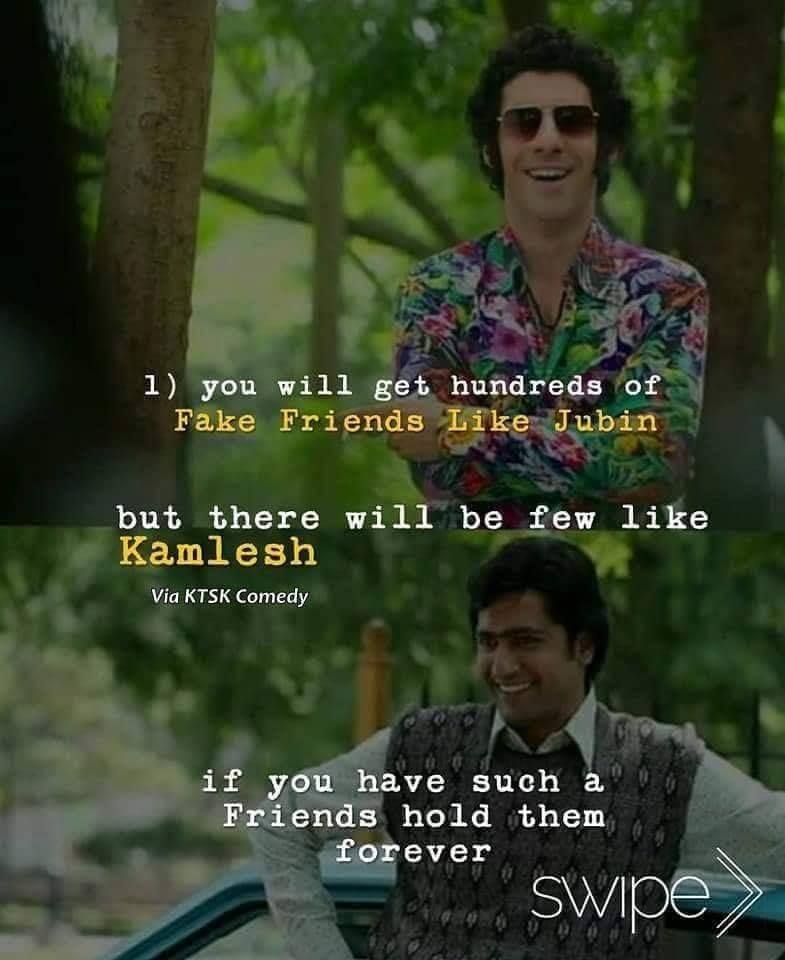 1) you will get hundreds of
Fake Friends Like Jubin
but there will be few like
Kamlesh
Via KTSK Comedy
if you have such a
Friends hold them
forever
swipe